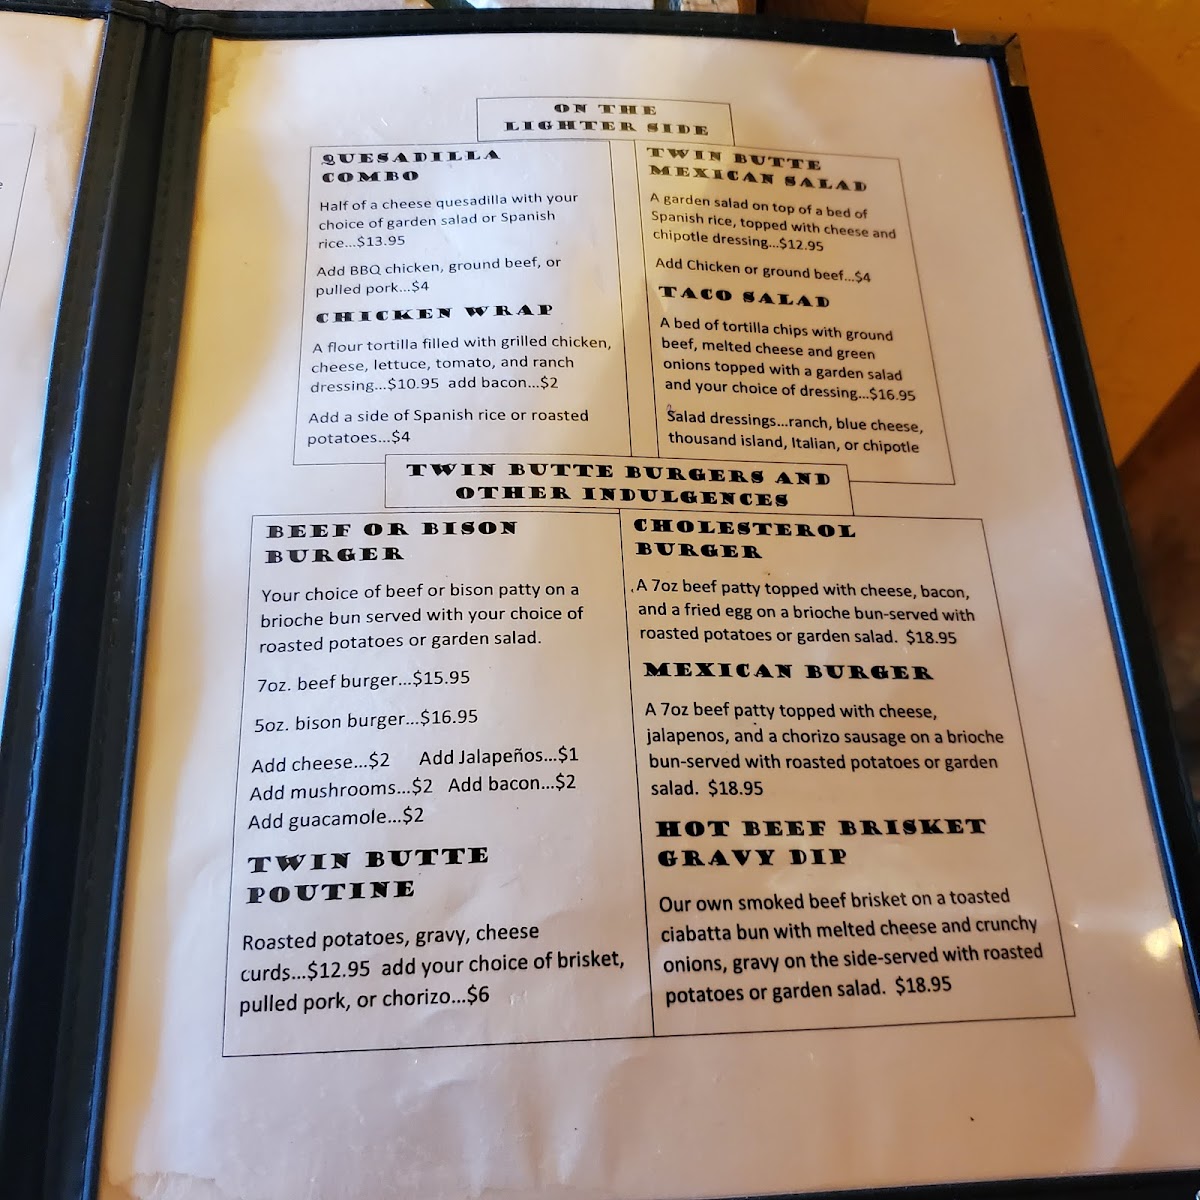 ON THE
LIGHTER SIDE
QUESADILLA
COMBO
Half of a cheese quesadilla with your
choice of garden salad or Spanish
rice...$13.95
Add BBQ chicken, ground beef, or
pulled pork...$4
CHICKEN WRAP
A flour tortilla filled with grilled chicken,
cheese, lettuce, tomato, and ranch
dressing...$10.95 add bacon...$2
Add a side of Spanish rice or roasted
potatoes...$4
TWIN BUTTE
MEXICAN SALAD
A garden salad on top of a bed of
Spanish rice, topped with cheese and
chipotle dressing...$12.95
Add Chicken or ground beef...$4
TACO SALAD
A bed of tortilla chips with ground
beef, melted cheese and green
onions topped with a garden salad
and your choice of dressing...$16.95
Salad dressings...ranch, blue cheese,
thousand island, Italian, or chipotle
TWIN BUTTE BURGERS AND
OTHER INDULGENCES
BEEF OR BISON
BURGER
Your choice of beef or bison patty on a
brioche bun served with your choice of
roasted potatoes or garden salad.
7oz. beef burger...$15.95
5oz. bison burger...$16.95
Add cheese...$2 Add Jalapeños...$1
Add mushrooms...$2 Add bacon...$2
Add guacamole...$2
TWIN BUTTE
POUTINE
Roasted potatoes, gravy, cheese
curds...$12.95 add your choice of brisket,
pulled pork, or chorizo...$6
CHOLESTEROL
BURGER
A 7oz beef patty topped with cheese, bacon,
and a fried egg on a brioche bun-served with
roasted potatoes or garden salad. $18.95
MEXICAN BURGER
A 7oz beef patty topped with cheese,
jalapenos, and a chorizo sausage on a brioche
bun-served with roasted potatoes or garden
salad. $18.95
HOT BEEF BRISKET
GRAVY DIP
Our own smoked beef brisket on a toasted
ciabatta bun with melted cheese and crunchy
onions, gravy on the side-served with roasted
potatoes or garden salad. $18.95